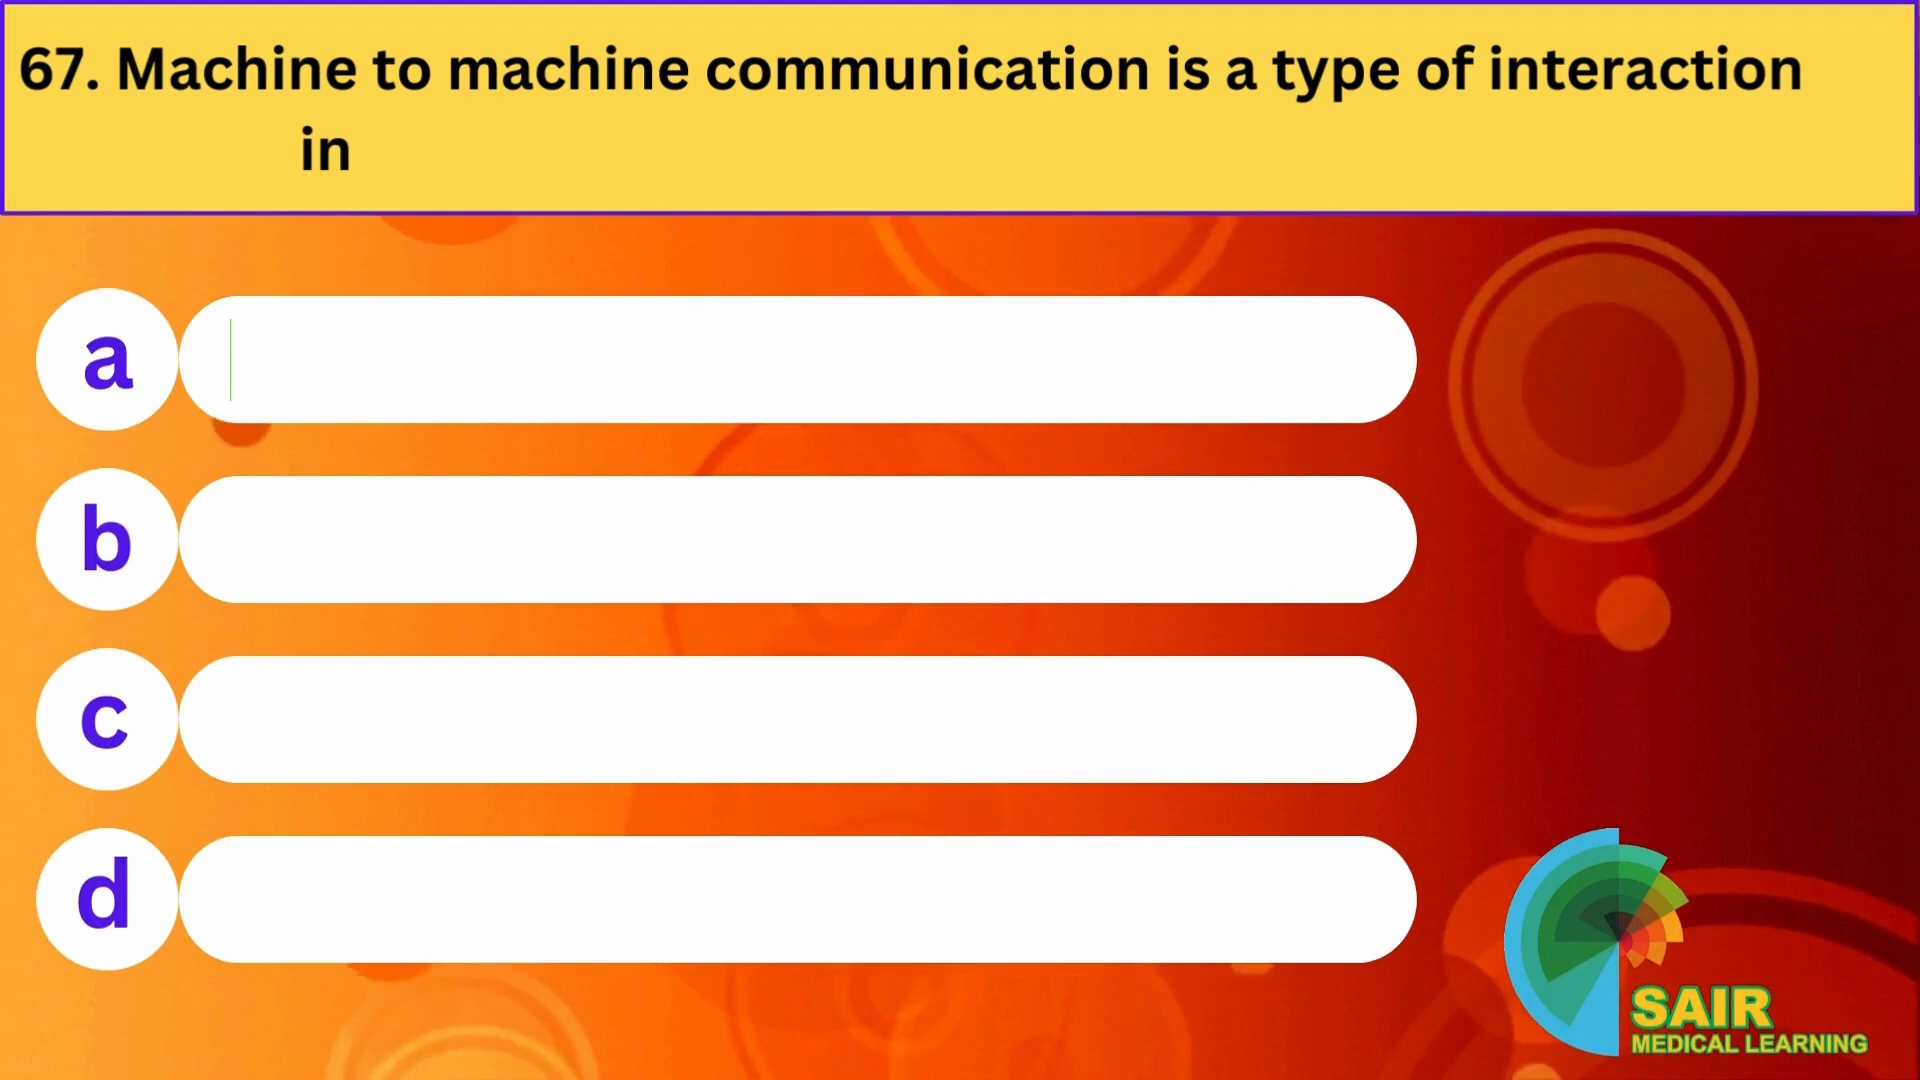 67. Machine to machine communication is a type of interaction
in
a
b
c
d
SAIR
MEDICAL LEARNING